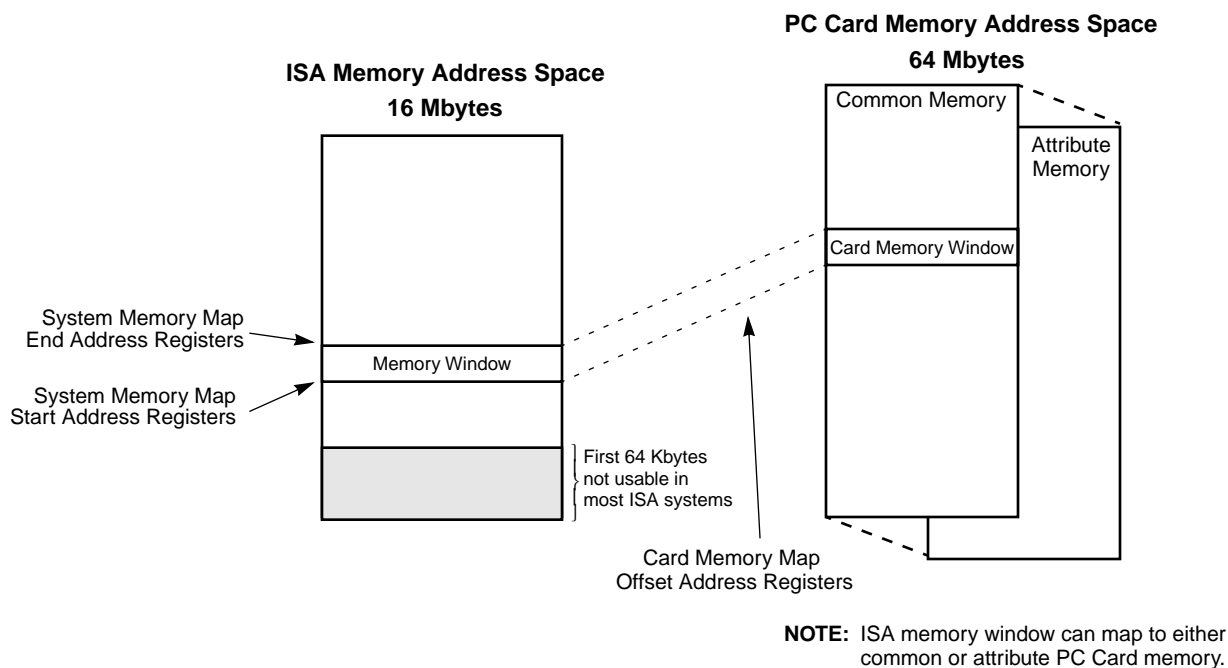 PC Card Memory Address Space
64 Mbytes
ISA Memory Address Space
16 Mbytes
Common Memory
Attribute
Memory
Card Memory Window
System Memory Map
End Address Registers
Memory Window
System Memory Map
Start Address Registers
First 64 Kbytes
not usable in
most ISA systems
Card Memory Map
Offset Address Registers
NOTE: ISA memory window can map to either
common or attribute PC Card memory.